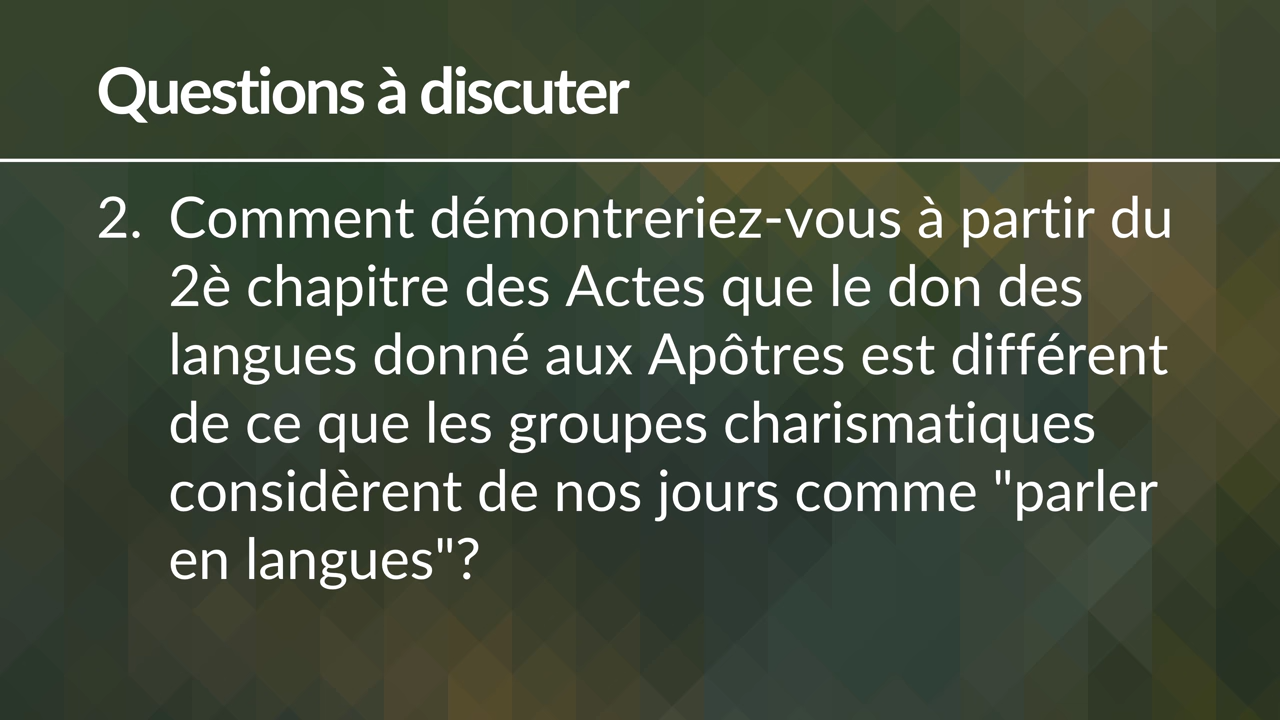 Questions à discuter
2. Comment démontreriez-vous à partir du
2è chapitre des Actes que le don des
langues donné aux Apôtres est différent
de ce que les groupes charismatiques
considèrent de nos jours comme "parler
en langues"?